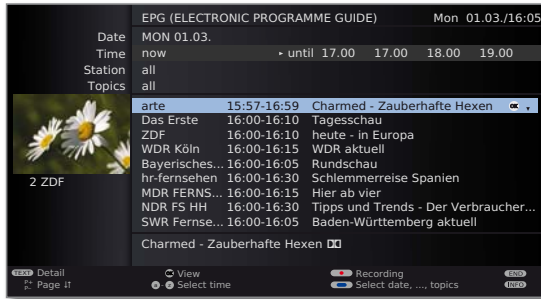 EPG (ELECTRONIC PROGRAMME GUIDE) Mon 01.03./16:05
Date MON 01.03.
Time now ▸ until 17.00 17.00 18.00 19.00
Station all
Topics all
arte 15:57-16:59 Charmed - Zauberhafte Hexen OK
Das Erste 16:00-16:10 Tagesschau
ZDF 16:00-16:10 heute - in Europa
WDR Köln 16:00-16:15 WDR aktuell
Bayerisches... 16:00-16:05 Rundschau
2 ZDF
hr-fernsehen 16:00-16:30 Schlemmerreise Spanien
MDR FERNS... 16:00-16:15 Hier ab vier
NDR FS HH 16:00-16:30 Tipps und Trends - Der Verbraucher...
SWR Fernse... 16:00-16:05 Baden-Württemberg aktuell
Charmed - Zauberhafte Hexen
TEXT Detail OK View Recording END
P+ P- Page Select time Select date, ..., topics INFO